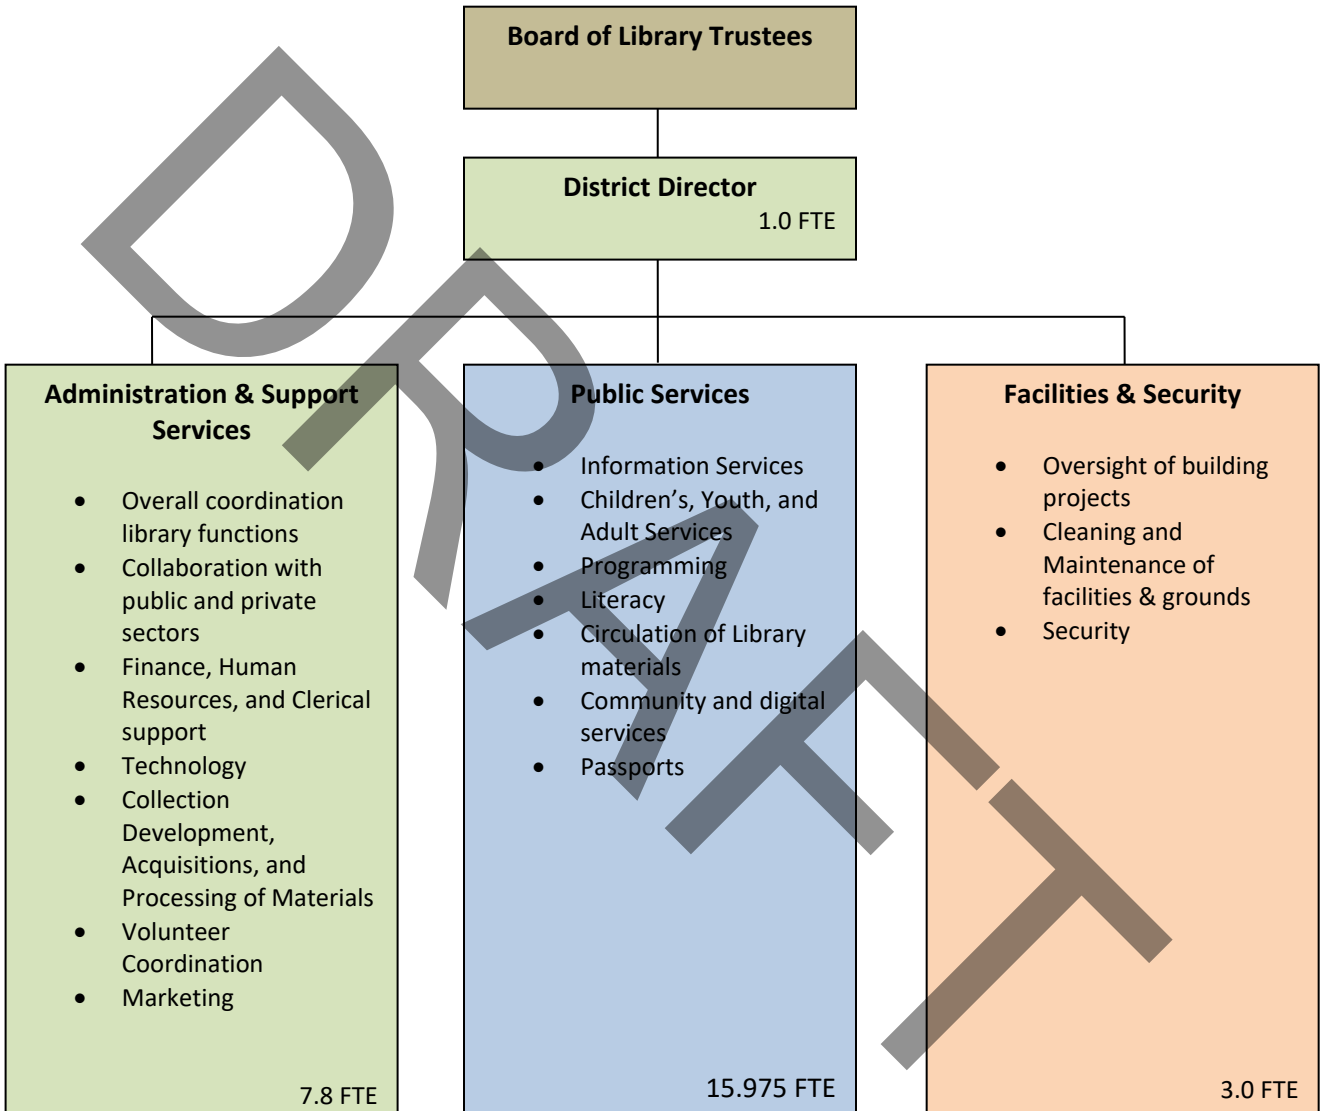 Board of Library Trustees
District Director
1.0 FTE
Administration & Support
Services
• Overall coordination
library functions
• Collaboration with
public and private
sectors
• Finance, Human
Resources, and Clerical
support
• Technology
• Collection
Development,
Acquisitions, and
Processing of Materials
• Volunteer
Coordination
• Marketing
7.8 FTE
Public Services
• Information Services
• Children’s, Youth, and
Adult Services
• Programming
• Literacy
• Circulation of Library
materials
• Community and digital
services
• Passports
15.975 FTE
Facilities & Security
• Oversight of building
projects
• Cleaning and
Maintenance of
facilities & grounds
• Security
3.0 FTE
DRAFT